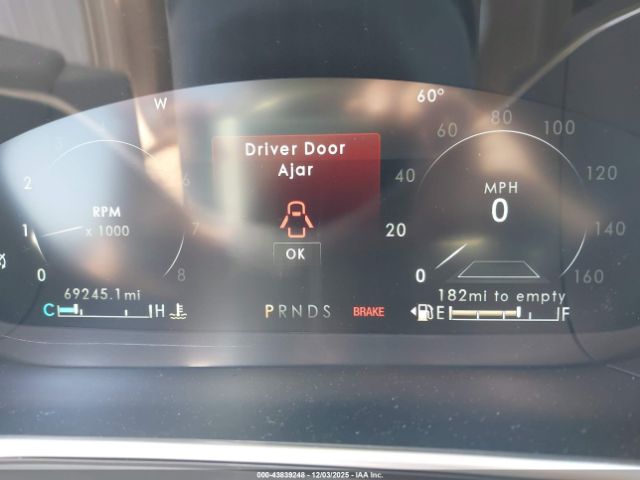 W
60°
Driver Door
Ajar
OK
RPM
x 1000
0
1
2
6
7
8
MPH
0
0
20
40
60
80
100
120
140
160
69245.1mi
C H
PRNDS
BRAKE
182mi to empty
E F
000-43839248 - 12/03/2025 - IAA Inc.